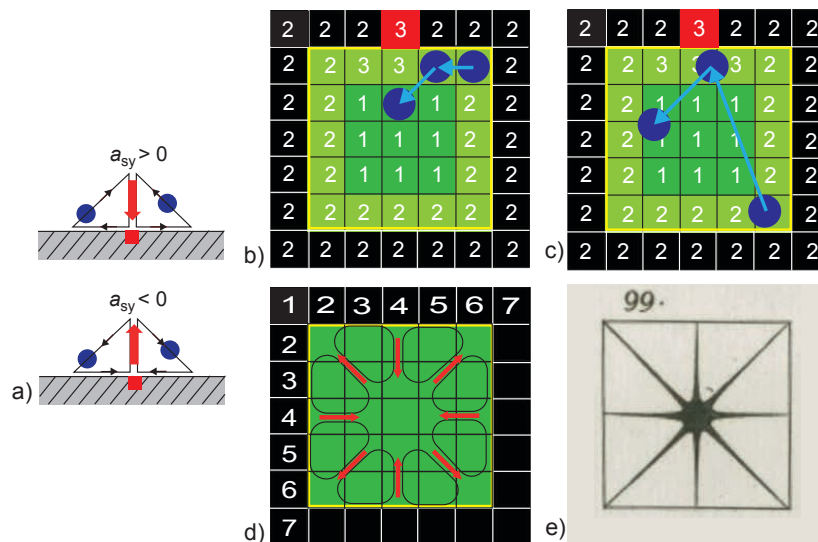 a_sy > 0
a_sy < 0
a)
2 2 2 3 2 2 2
2 2 3 3 2
2 2 1 1 2 2
2 2 1 1 1 2 2
2 2 1 1 1 2 2
2 2 2 2 2 2 2
2 2 2 2 2 2 2
b)
2 2 2 3 2 2 2
2 2 3 3 3 2 2
2 2 1 1 1 2 2
2 2 1 1 1 2 2
2 2 1 1 1 2 2
2 2 2 2 2 2
2 2 2 2 2 2 2
c)
1 2 3 4 5 6 7
2
3
4
5
6
7
d)
99.
e)